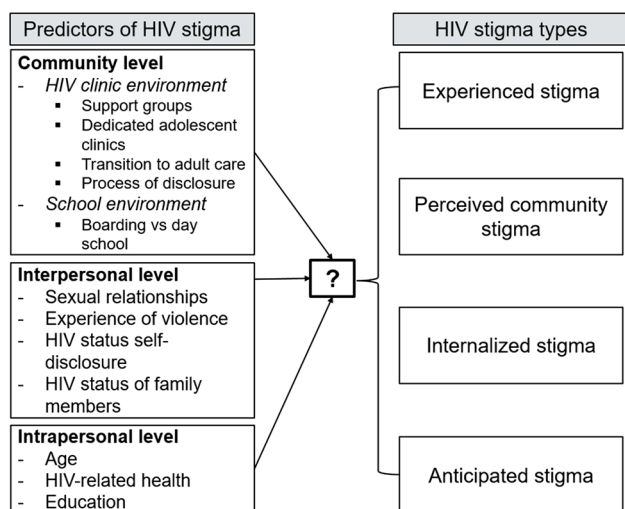 Predictors of HIV stigma
Community level
- HIV clinic environment
▪ Support groups
▪ Dedicated adolescent
clinics
▪ Transition to adult care
▪ Process of disclosure
- School environment
▪ Boarding vs day
school
Interpersonal level
- Sexual relationships
- Experience of violence
- HIV status self-
disclosure
- HIV status of family
members
Intrapersonal level
- Age
- HIV-related health
- Education
?
HIV stigma types
Experienced stigma
Perceived community
stigma
Internalized stigma
Anticipated stigma